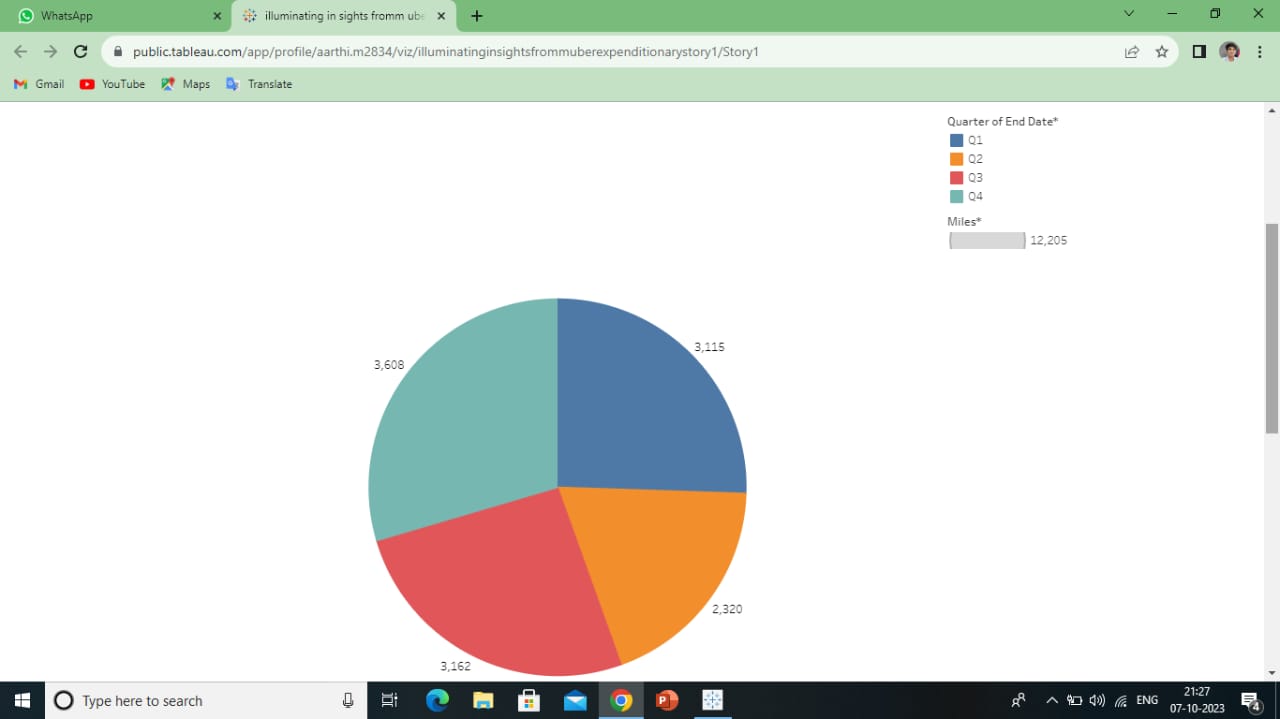 WhatsApp
illuminating in sights fromm ube
public.tableau.com/app/profile/aarthi.m2834/viz/illuminatinginsightsfrommuberexpenditionarystory1/Story1
Gmail YouTube Maps Translate
Quarter of End Date*
Q1
Q2
Q3
Q4
Miles*
12,205
3,115
3,608
2,320
3,162
Type here to search
ENG
21:27
07-10-2023
4